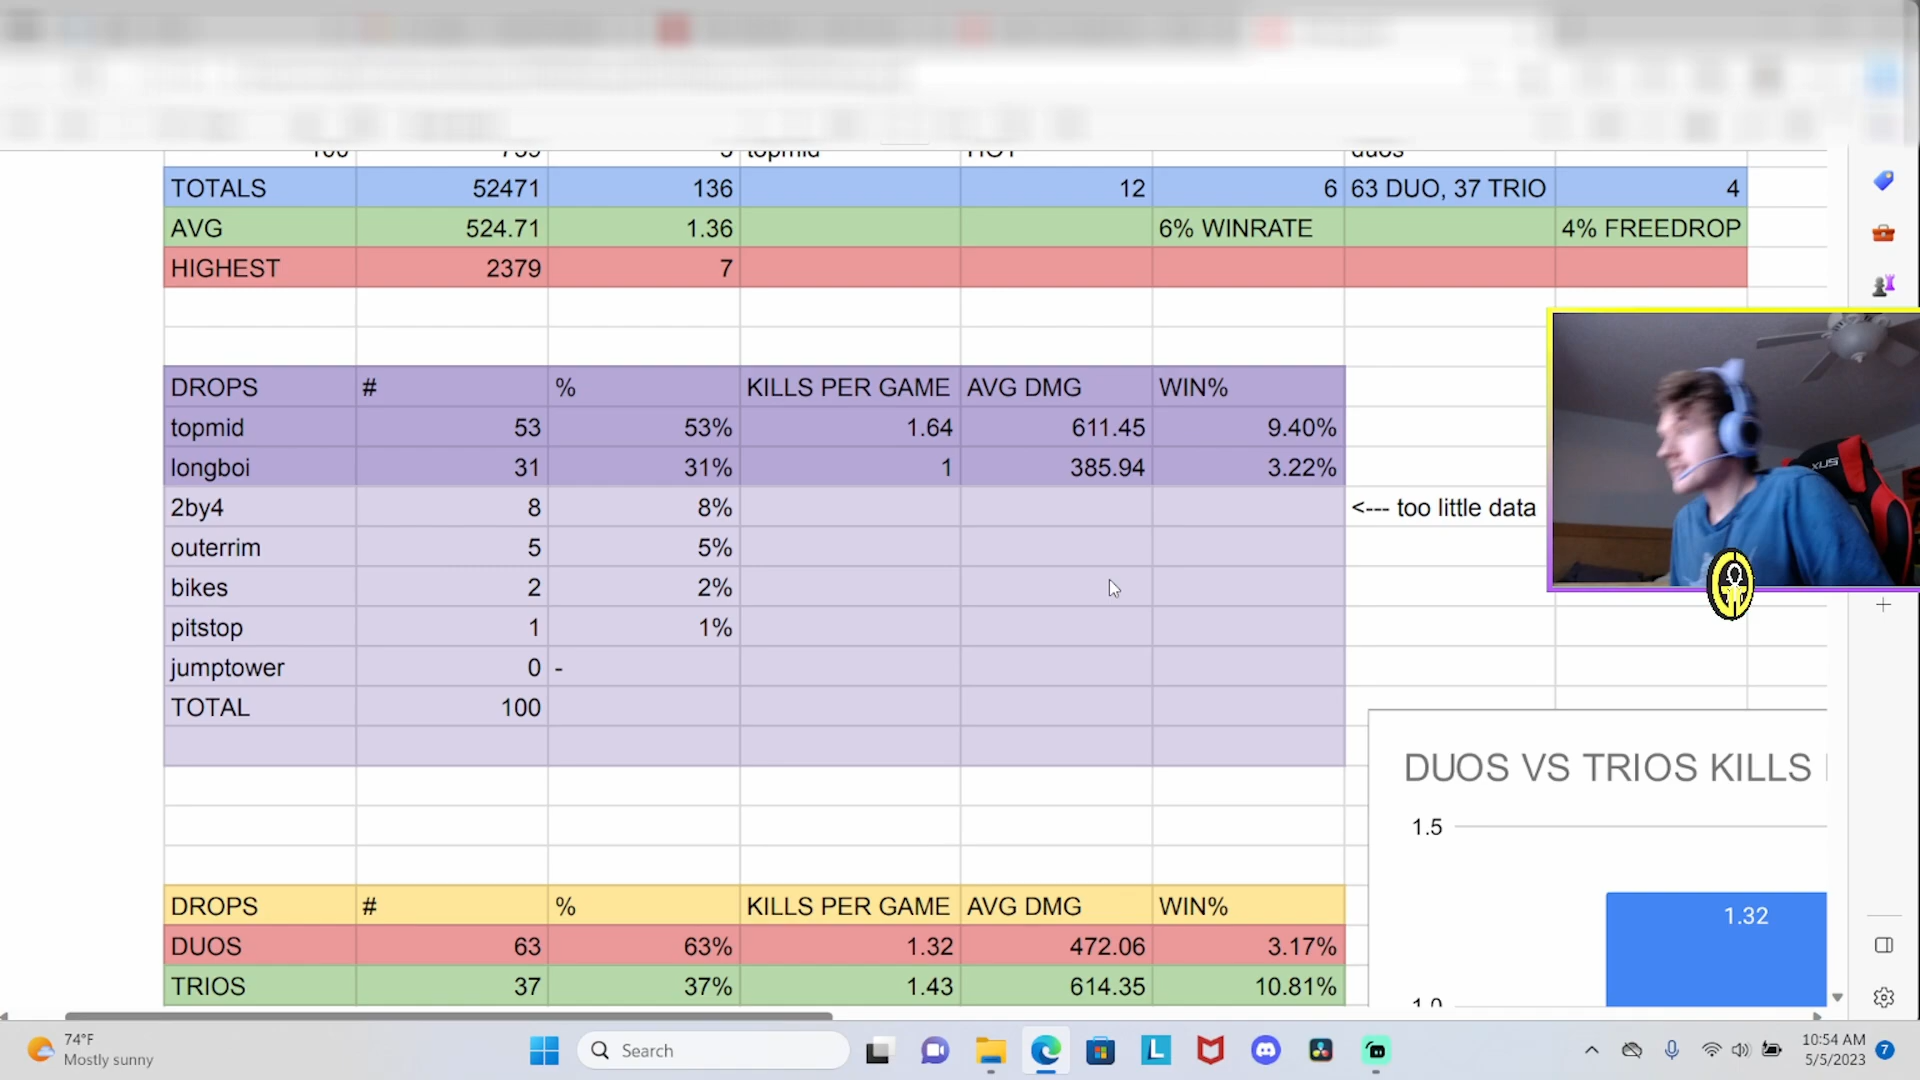 TOTALS 52471 136 12 6 63 DUO, 37 TRIO 4
AVG 524.71 1.36 6% WINRATE 4% FREEDROP
HIGHEST 2379 7
DROPS # % KILLS PER GAME AVG DMG WIN%
topmid 53 53% 1.64 611.45 9.40%
longboi 31 31% 1 385.94 3.22%
2by4 8 8% <--- too little data
outerrim 5 5%
bikes 2 2%
pitstop 1 1%
jumptower 0 -
TOTAL 100
DUOS VS TRIOS KILLS
1.5
1.32
1.0
DROPS # % KILLS PER GAME AVG DMG WIN%
DUOS 63 63% 1.32 472.06 3.17%
TRIOS 37 37% 1.43 614.35 10.81%
74°F
Mostly sunny
Search
10:54 AM
5/5/2023
7